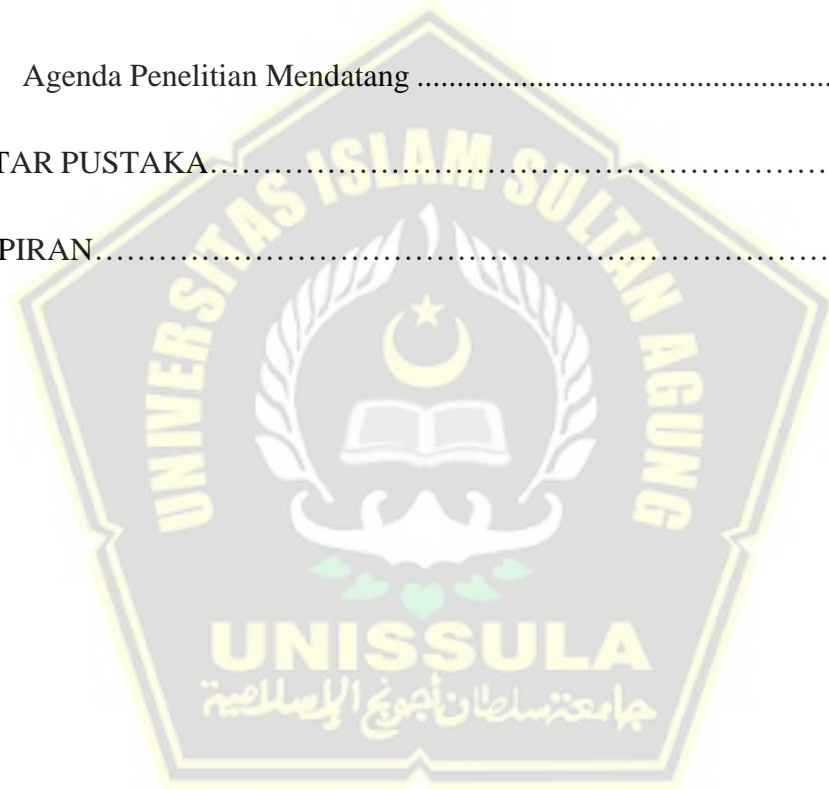 Agenda Penelitian Mendatang ......................................................
TAR PUSTAKA…………………………………………………
PIRAN……………………………………………………………
UNIVERSITAS ISLAM SULTAN AGUNG
UNISSULA
جامعة سلطان أجونج الإسلامية